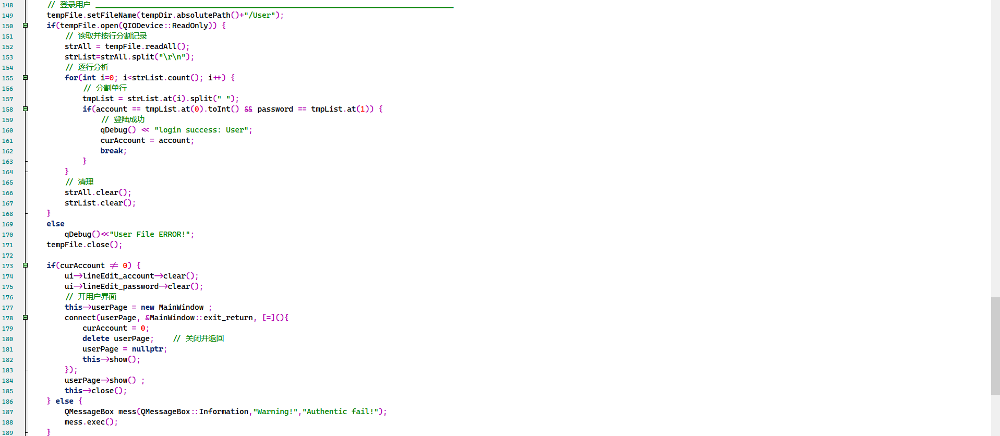 148 // 登录用户 ________________________________________________________________________________
149 tempFile.setFileName(tempDir.absolutePath()+"/User");
150 if(tempFile.open(QIODevice::ReadOnly)) {
151 // 读取并按行分割记录
152 strAll = tempFile.readAll();
153 strList=strAll.split("\r\n");
154 // 逐行分析
155 for(int i=0; i<strList.count(); i++) {
156 // 分割单行
157 tmpList = strList.at(i).split(" ");
158 if(account == tmpList.at(0).toInt() && password == tmpList.at(1)) {
159 // 登陆成功
160 qDebug() << "login success: User";
161 curAccount = account;
162 break;
163 }
164 }
165 // 清理
166 strAll.clear();
167 strList.clear();
168 }
169 else
170 qDebug()<<"User File ERROR!";
171 tempFile.close();
172
173 if(curAccount != 0) {
174 ui->lineEdit_account->clear();
175 ui->lineEdit_password->clear();
176 // 开用户界面
177 this->userPage = new MainWindow ;
178 connect(userPage, &MainWindow::exit_return, [=](){
179 curAccount = 0;
180 delete userPage; // 关闭并返回
181 userPage = nullptr;
182 this->show();
183 });
184 userPage->show() ;
185 this->close();
186 } else {
187 QMessageBox mess(QMessageBox::Information,"Warning!","Authentic fail!");
188 mess.exec();
189 }